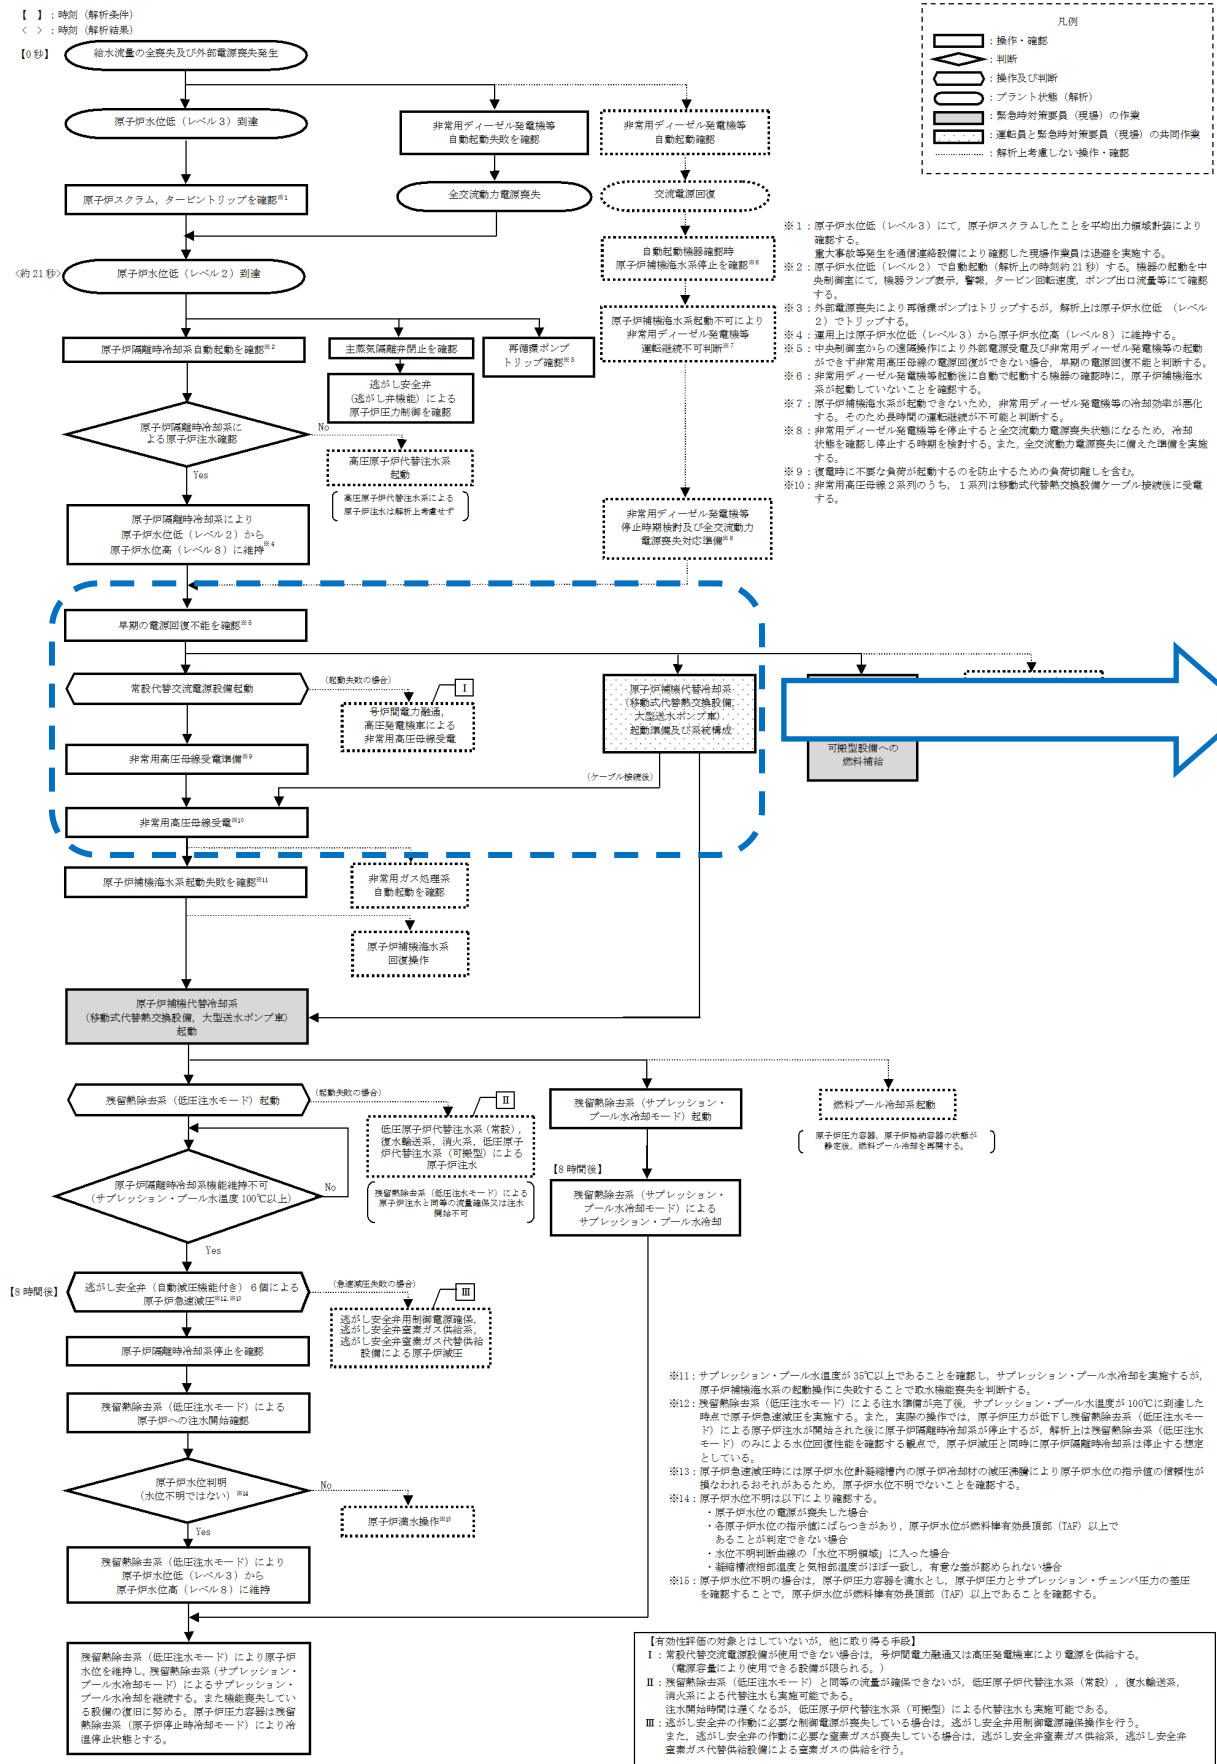 【　】：時刻（解析条件）
＜　＞：時刻（解析結果）
【0秒】
給水流量の全喪失及び外部電源喪失発生
凡例
：操作・確認
：判断
：操作及び判断
：プラント状態（解析）
：緊急時対策要員（現場）の作業
：運転員と緊急時対策要員（現場）の共同作業
：解析上考慮しない操作・確認
原子炉水位低（レベル３）到達
非常用ディーゼル発電機等
自動起動失敗を確認
非常用ディーゼル発電機等
自動起動確認
原子炉スクラム，タービントリップを確認※1
全交流動力電源喪失
交流電源回復
＜約21秒＞
原子炉水位低（レベル２）到達
自動起動機器確認時
原子炉補機海水系停止を確認※6
原子炉補機海水系起動不可により
非常用ディーゼル発電機等
運転継続不可判断※7
原子炉隔離時冷却系自動起動を確認※2
主蒸気隔離弁閉止を確認
再循環ポンプ
トリップ確認※3
逃がし安全弁
（逃がし弁機能）による
原子炉圧力制御を確認
原子炉隔離時冷却系に
よる原子炉注水確認
No
Yes
高圧原子炉代替注水系
起動
高圧原子炉代替注水系による
原子炉注水は解析上考慮せず
原子炉隔離時冷却系により
原子炉水位低（レベル２）から
原子炉水位高（レベル８）に維持※4
非常用ディーゼル発電機等
停止時期検討及び全交流動力
電源喪失対応準備※8
※１：原子炉水位低（レベル３）にて，原子炉スクラムしたことを平均出力領域計装により
確認する。
重大事故等発生を通信連絡設備により確認した現場作業員は退避を実施する。
※２：原子炉水位低（レベル２）で自動起動（解析上の時刻約21秒）する。機器の起動を中
央制御室にて，機器ランプ表示，警報，タービン回転速度，ポンプ出口流量等にて確認
する。
※３：外部電源喪失により再循環ポンプはトリップするが，解析上は原子炉水位低　（レベル
２）でトリップする。
※４：運用上は原子炉水位低（レベル３）から原子炉水位高（レベル８）に維持する。
※５：中央制御室からの遠隔操作により外部電源受電及び非常用ディーゼル発電機等の起動
ができず非常用高圧母線の電源回復ができない場合，早期の電源回復不能と判断する。
※６：非常用ディーゼル発電機等起動後に自動で起動する機器の確認時に，原子炉補機海水
系が起動していないことを確認する。
※７：原子炉補機海水系が起動できないため，非常用ディーゼル発電機等の冷却効率が悪化
する。そのため長時間の運転継続が不可能と判断する。
※８：非常用ディーゼル発電機等を停止すると全交流動力電源喪失状態になるため，冷却
状態を確認し停止する時期を検討する。また，全交流動力電源喪失に備えた準備を実施
する。
※９：復電時に不要な負荷が起動するのを防止するための負荷切離しを含む。
※10：非常用高圧母線２系列のうち，１系列は移動式代替熱交換設備ケーブル接続後に受電
する。
早期の電源回復不能を確認※5
常設代替交流電源設備起動
（起動失敗の場合）
Ⅰ
号炉間電力融通，
高圧発電機車による
非常用高圧母線受電
原子炉補機代替冷却系
（移動式代替熱交換設備，
大型送水ポンプ車）
起動準備及び系統構成
可搬型設備への
燃料補給
非常用高圧母線受電準備※9
（ケーブル接続後）
非常用高圧母線受電※10
原子炉補機海水系起動失敗を確認※11
非常用ガス処理系
自動起動を確認
原子炉補機海水系
回復操作
原子炉補機代替冷却系
（移動式代替熱交換設備，大型送水ポンプ車）
起動
残留熱除去系（低圧注水モード）起動
（起動失敗の場合）
Ⅱ
低圧原子炉代替注水系（常設），
復水輸送系，消火系，低圧原子
炉代替注水系（可搬型）による
原子炉注水
残留熱除去系（低圧注水モード）による
原子炉注水と同等の流量確保又は注水
開始不可
残留熱除去系（サプレッション・
プール水冷却モード）起動
燃料プール冷却系起動
原子炉圧力容器，原子炉格納容器の状態が
静定後，燃料プール冷却を再開する。
【8時間後】
残留熱除去系（サプレッション・
プール水冷却モード）による
サプレッション・プール水冷却
原子炉隔離時冷却系機能維持不可
（サプレッション・プール水温度100℃以上）
No
Yes
【8時間後】
逃がし安全弁（自動減圧機能付き）６個による
原子炉急速減圧※12，※13
（急速減圧失敗の場合）
Ⅲ
逃がし安全弁用制御電源確保，
逃がし安全弁窒素ガス供給系，
逃がし安全弁窒素ガス代替供給
設備による原子炉減圧
原子炉隔離時冷却系停止を確認
残留熱除去系（低圧注水モード）による
原子炉への注水開始確認
原子炉水位判明
（水位不明ではない）※14
No
Yes
原子炉満水操作※15
残留熱除去系（低圧注水モード）により
原子炉水位低（レベル３）から
原子炉水位高（レベル８）に維持
残留熱除去系（低圧注水モード）により原子炉
水位を維持し，残留熱除去系（サプレッション・
プール水冷却モード）によるサプレッション・
プール水冷却を継続する。また機能喪失してい
る設備の復旧に努める。原子炉圧力容器は残留
熱除去系（原子炉停止時冷却モード）により冷
温停止状態とする。
※11：サプレッション・プール水温度が35℃以上であることを確認し，サプレッション・プール水冷却を実施するが，
原子炉補機海水系の起動操作に失敗することで取水機能喪失を判断する。
※12：残留熱除去系（低圧注水モード）による注水準備が完了後，サプレッション・プール水温度が100℃に到達した
時点で原子炉急速減圧を実施する。また，実際の操作では，原子炉圧力が低下し残留熱除去系（低圧注水モー
ド）による原子炉注水が開始された後に原子炉隔離時冷却系が停止するが，解析上は残留熱除去系（低圧注水
モード）のみによる水位回復性能を確認する観点で，原子炉減圧と同時に原子炉隔離時冷却系は停止する想定
としている。
※13：原子炉急速減圧時には原子炉水位計凝縮槽内の原子炉冷却材の減圧沸騰により原子炉水位の指示値の信頼性が
損なわれるおそれがあるため，原子炉水位不明でないことを確認する。
※14：原子炉水位不明は以下により確認する。
・原子炉水位の電源が喪失した場合
・各原子炉水位の指示値にばらつきがあり，原子炉水位が燃料棒有効長頂部（TAF）以上で
あることが判定できない場合
・水位不明判断曲線の「水位不明領域」に入った場合
・凝縮槽液相部温度と気相部温度がほぼ一致し，有意な差が認められない場合
※15：原子炉水位不明の場合は，原子炉圧力容器を満水とし，原子炉圧力とサプレッション・チェンバ圧力の差圧
を確認することで，原子炉水位が燃料棒有効長頂部（TAF）以上であることを確認する。
【有効性評価の対象とはしていないが，他に取り得る手段】
Ⅰ：常設代替交流電源設備が使用できない場合は，号炉間電力融通又は高圧発電機車により電源を供給する。
（電源容量により使用できる設備が限られる。）
Ⅱ：残留熱除去系（低圧注水モード）と同等の流量が確保できないが，低圧原子炉代替注水系（常設），復水輸送系，
消火系による代替注水も実施可能である。
注水開始時間は遅くなるが，低圧原子炉代替注水系（可搬型）による代替注水も実施可能である。
Ⅲ：逃がし安全弁の作動に必要な制御電源が喪失している場合は，逃がし安全弁用制御電源確保操作を行う。
また，逃がし安全弁の作動に必要な窒素ガスが喪失している場合は，逃がし安全弁窒素ガス供給系，逃がし安全弁
窒素ガス代替供給設備による窒素ガスの供給を行う。